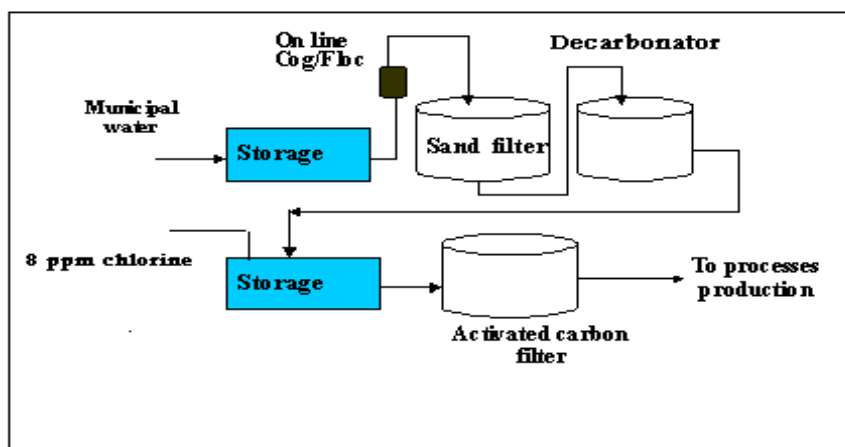 On line
Cog/Floc
Decarbonator
Municipal
water
Storage
Sand filter
8 ppm chlorine
Storage
To processes
production
Activated carbon
filter